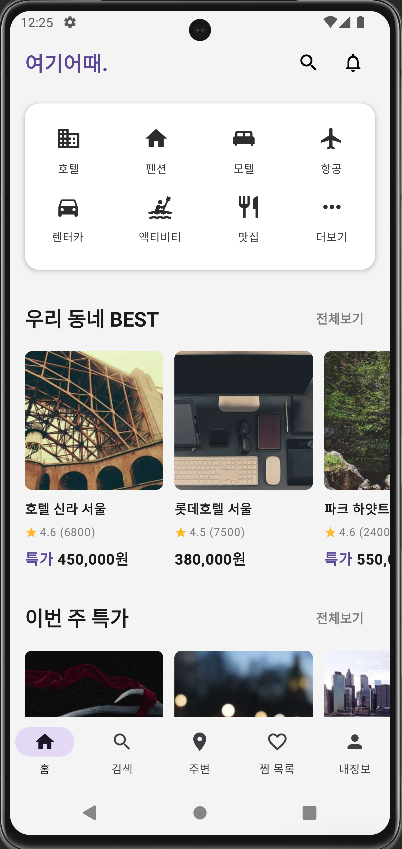 12:25
여기어때.
호텔 펜션 모텔 항공
렌터카 액티비티 맛집 더보기
우리 동네 BEST 전체보기
호텔 신라 서울 롯데호텔 서울 파크 하얏트
4.6 (6800) 4.5 (7500) 4.6 (2400
특가 450,000원 380,000원 특가 550,0
이번 주 특가 전체보기
홈 검색 주변 찜 목록 내정보